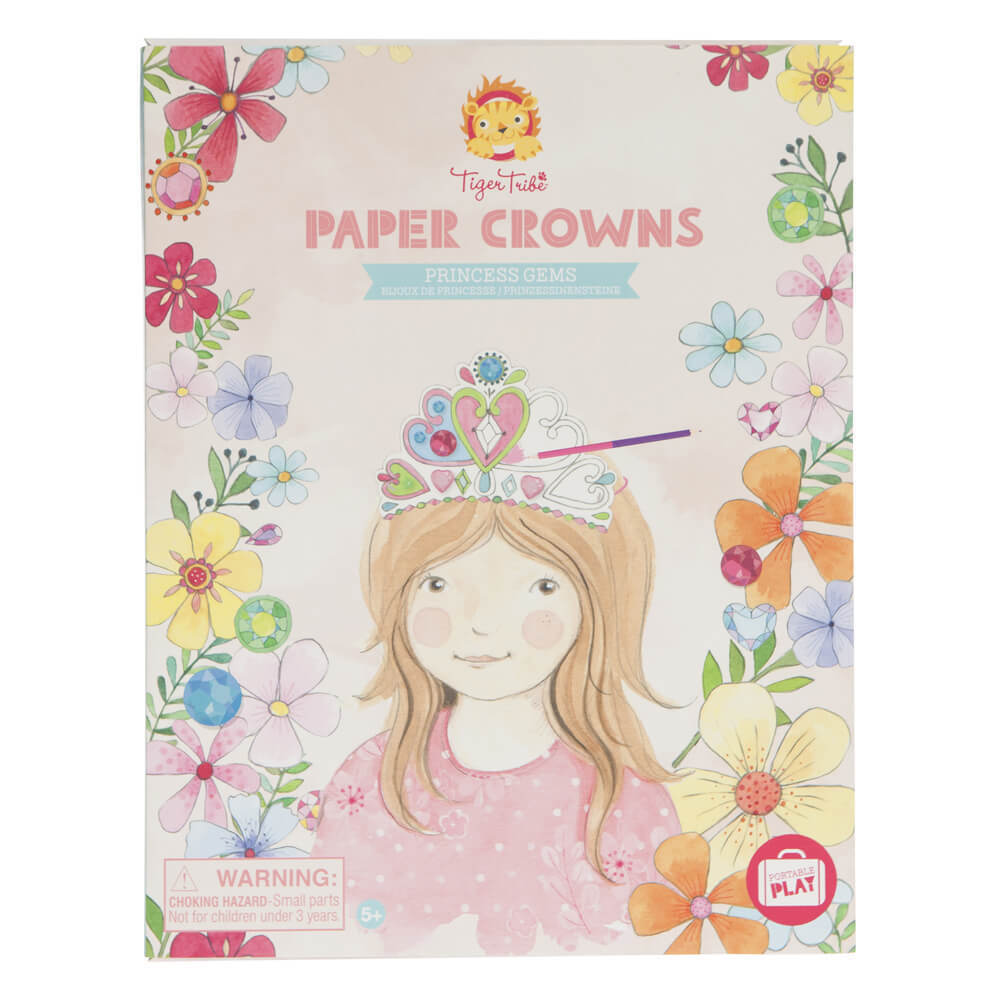 Tiger Tribe
PAPER CROWNS
PRINCESS GEMS
BIJOUX DE PRINCESSE / PRINZESSINENSTEINE
WARNING:
CHOKING HAZARD-Small parts
Not for children under 3 years.
5+
PORTABLE
PLAY